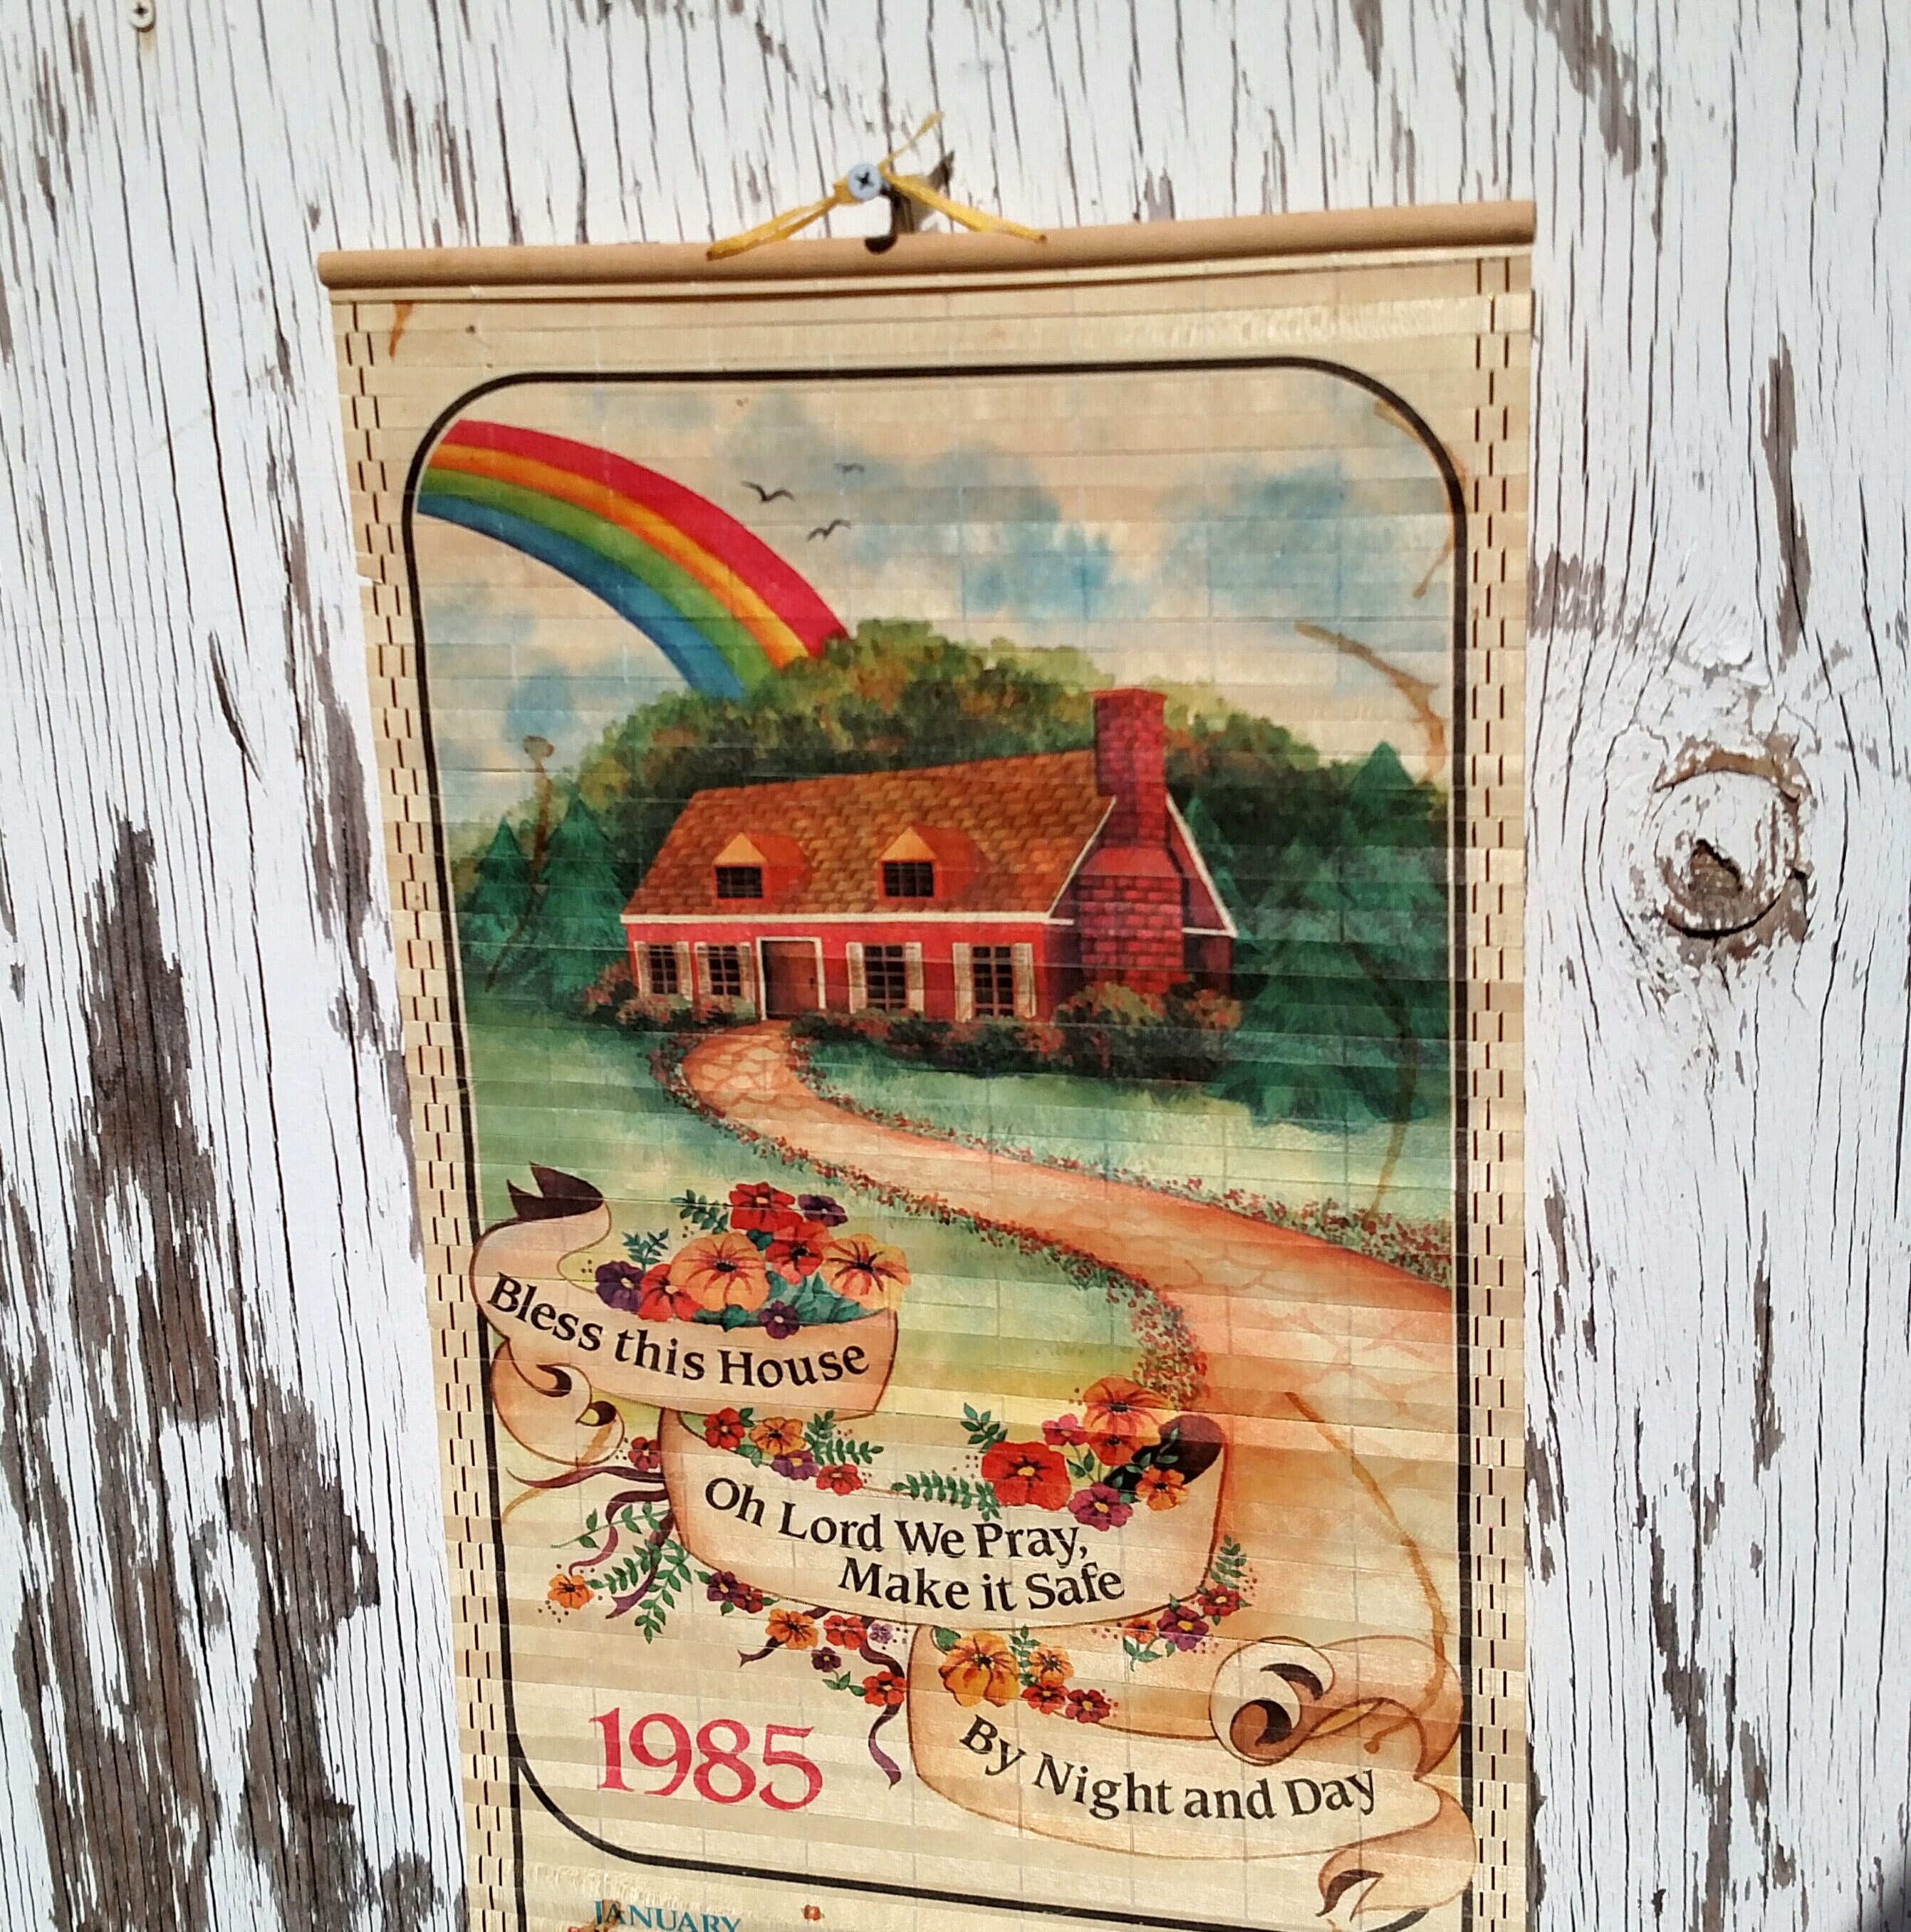 Bless this House
Oh Lord We Pray,
Make it Safe
By Night and Day
1985
JANUARY